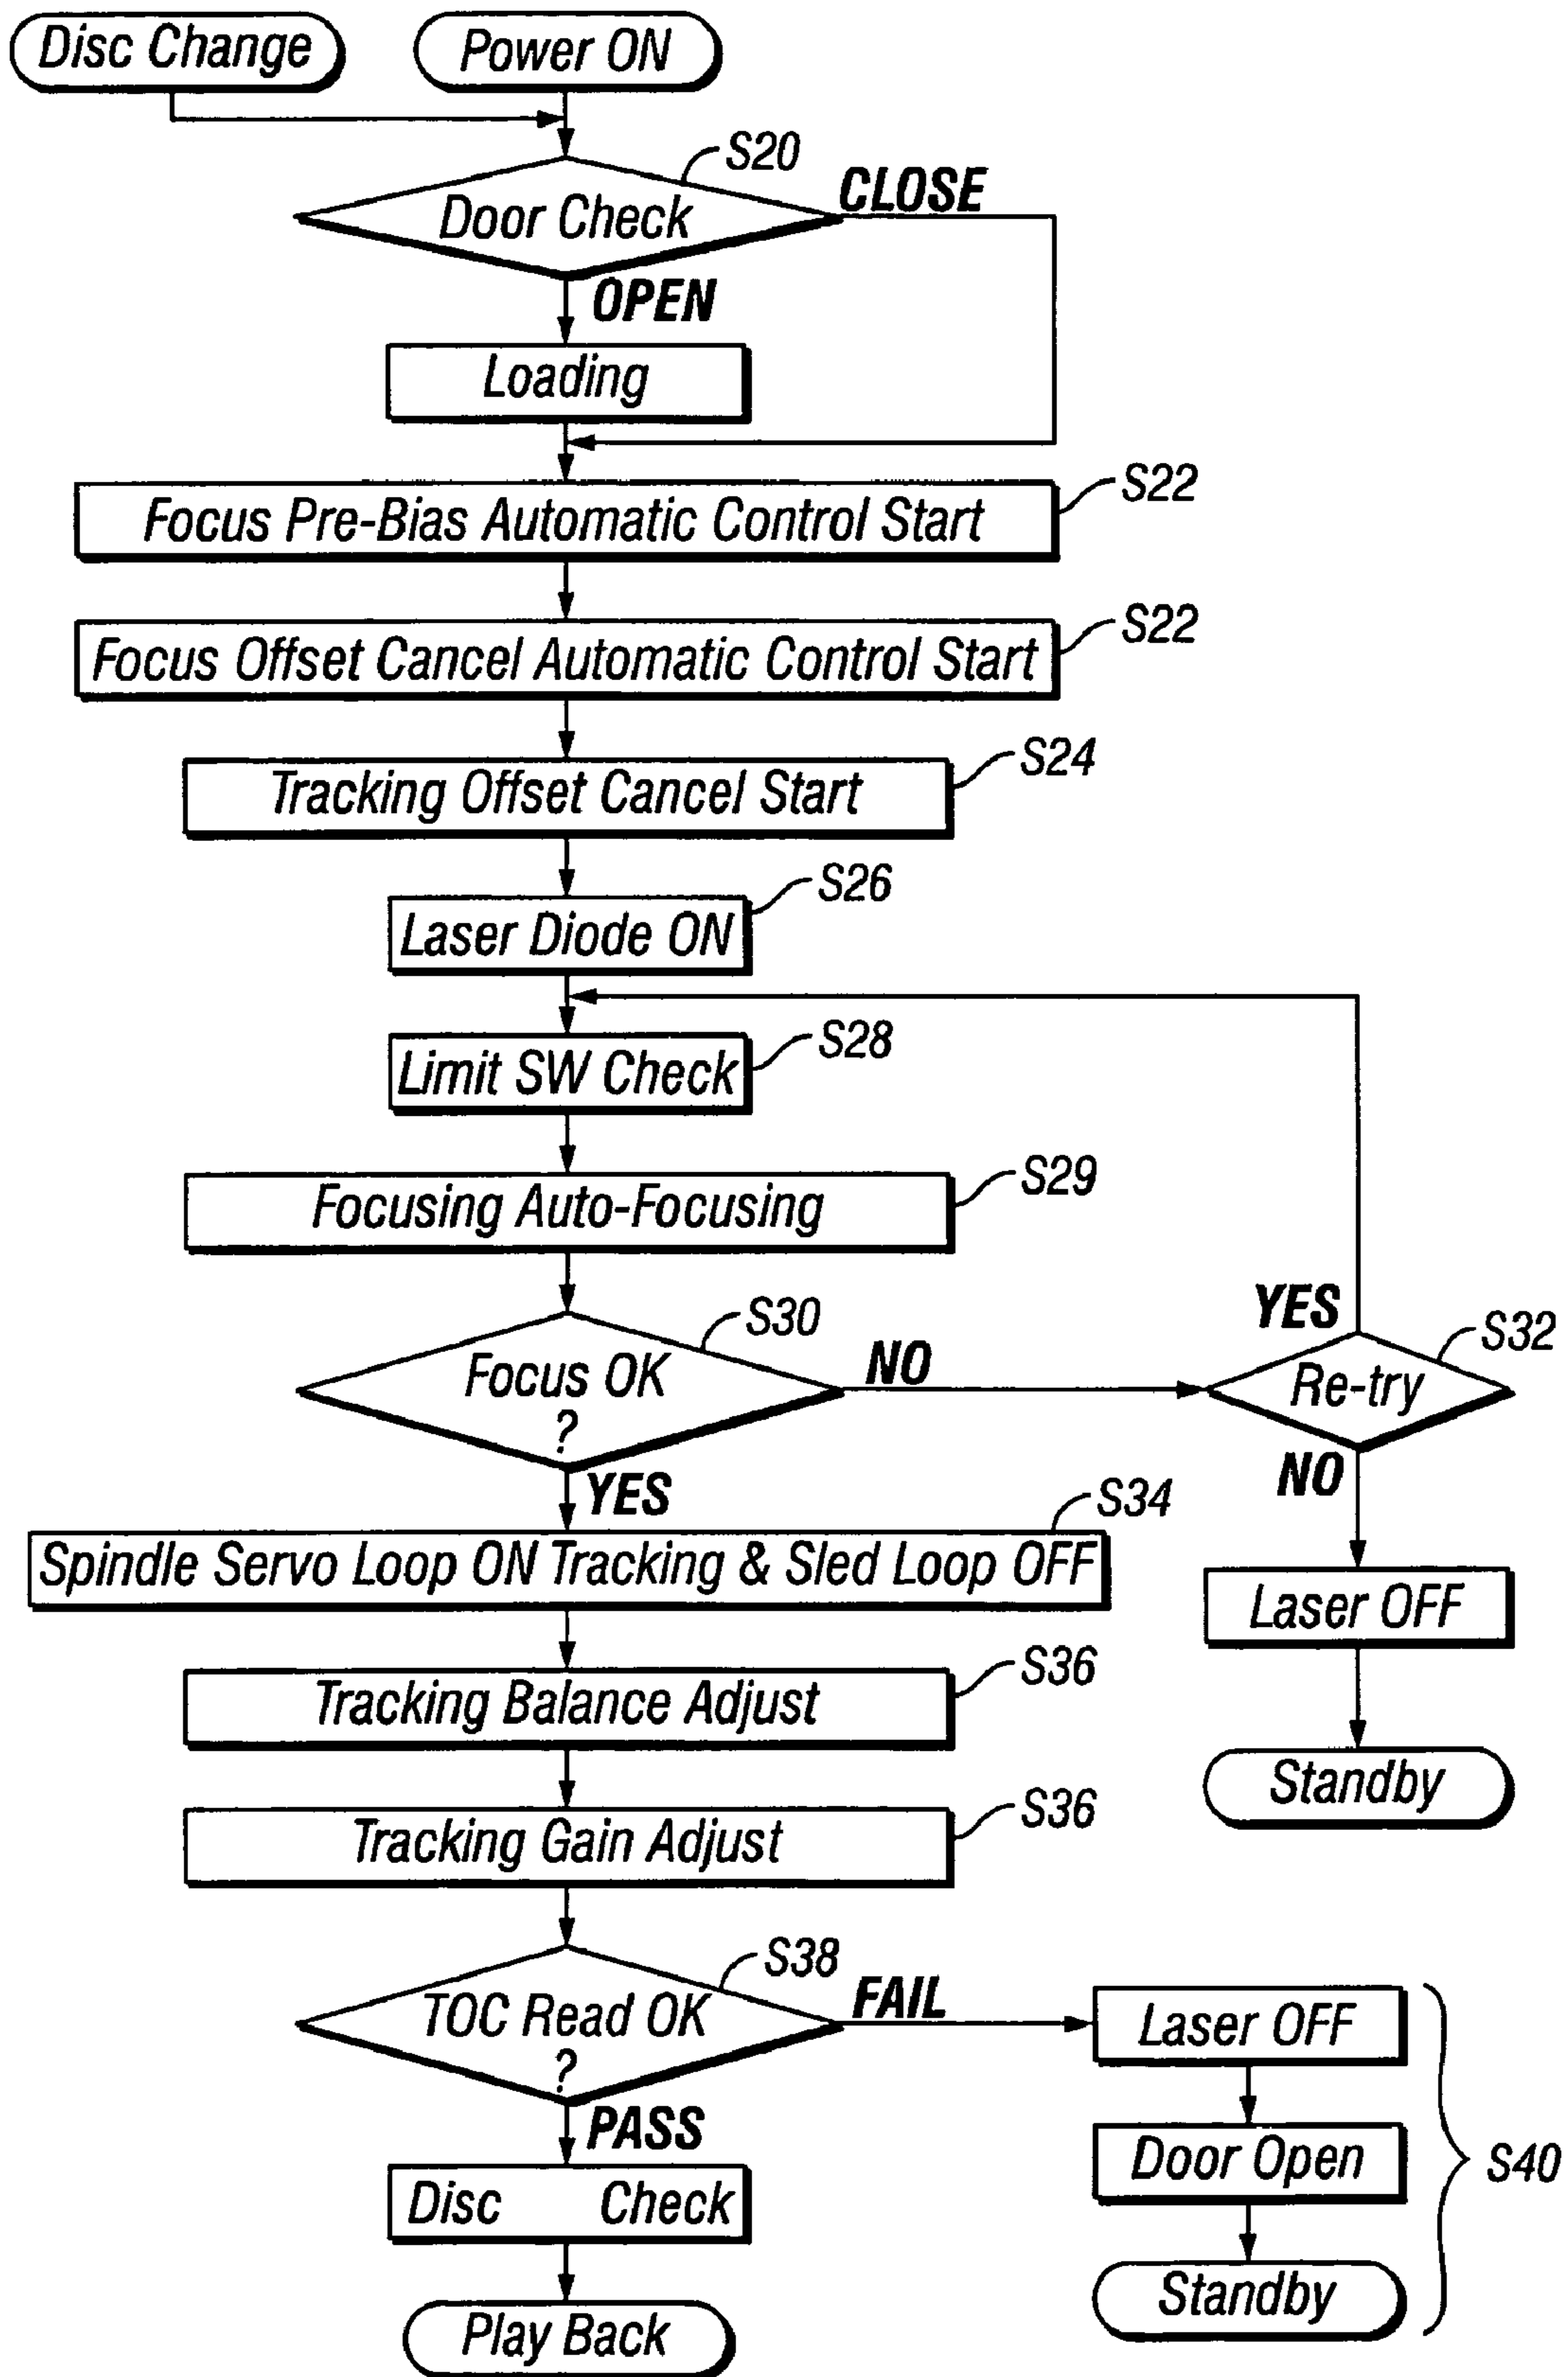 Disc Change
Power ON
S20
Door Check
CLOSE
OPEN
Loading
S22
Focus Pre-Bias Automatic Control Start
S22
Focus Offset Cancel Automatic Control Start
S24
Tracking Offset Cancel Start
S26
Laser Diode ON
S28
Limit SW Check
S29
Focusing Auto-Focusing
S30
Focus OK
?
NO
YES
S32
Re-try
NO
YES
S34
Spindle Servo Loop ON Tracking & Sled Loop OFF
Laser OFF
S36
Tracking Balance Adjust
Standby
S36
Tracking Gain Adjust
S38
TOC Read OK
?
FAIL
Laser OFF
PASS
Door Open
S40
Disc Check
Standby
Play Back